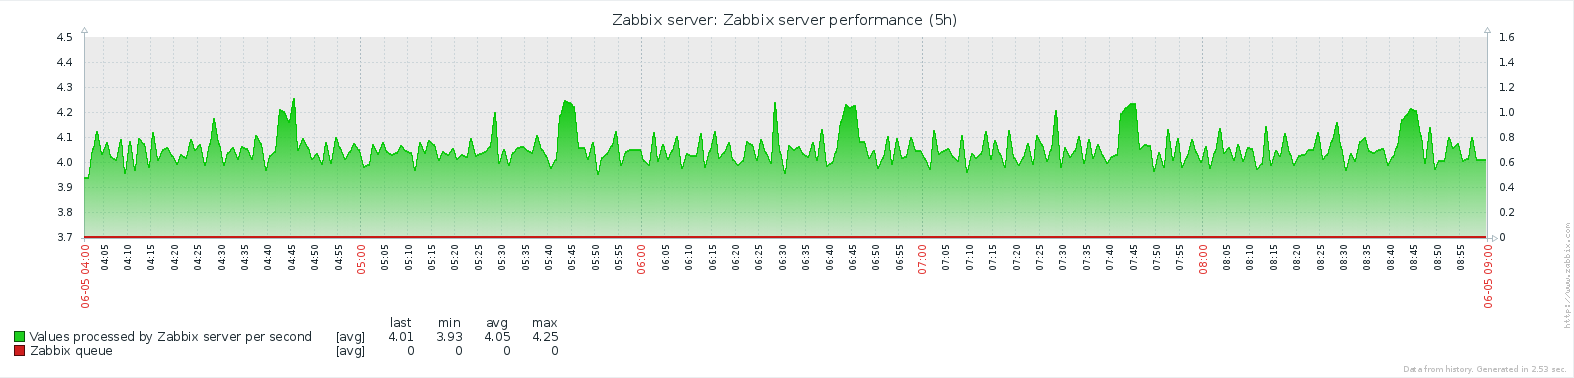 Zabbix server: Zabbix server performance (5h)
4.5 1.6
4.4 1.4
4.3 1.2
4.2 1.0
4.1 0.8
4.0 0.6
3.9 0.4
3.8 0.2
3.7 0
06-05 04:00 04:05 04:10 04:15 04:20 04:25 04:30 04:35 04:40 04:45 04:50 04:55 05:00 05:05 05:10 05:15 05:20 05:25 05:30 05:35 05:40 05:45 05:50 05:55 06:00 06:05 06:10 06:15 06:20 06:25 06:30 06:35 06:40 06:45 06:50 06:55 07:00 07:05 07:10 07:15 07:20 07:25 07:30 07:35 07:40 07:45 07:50 07:55 08:00 08:05 08:10 08:15 08:20 08:25 08:30 08:35 08:40 08:45 08:50 08:55 06-05 09:00
last min avg max
Values processed by Zabbix server per second [avg] 4.01 3.93 4.05 4.25
Zabbix queue [avg] 0 0 0 0
http://www.zabbix.com
Data from history. Generated in 2.53 sec.